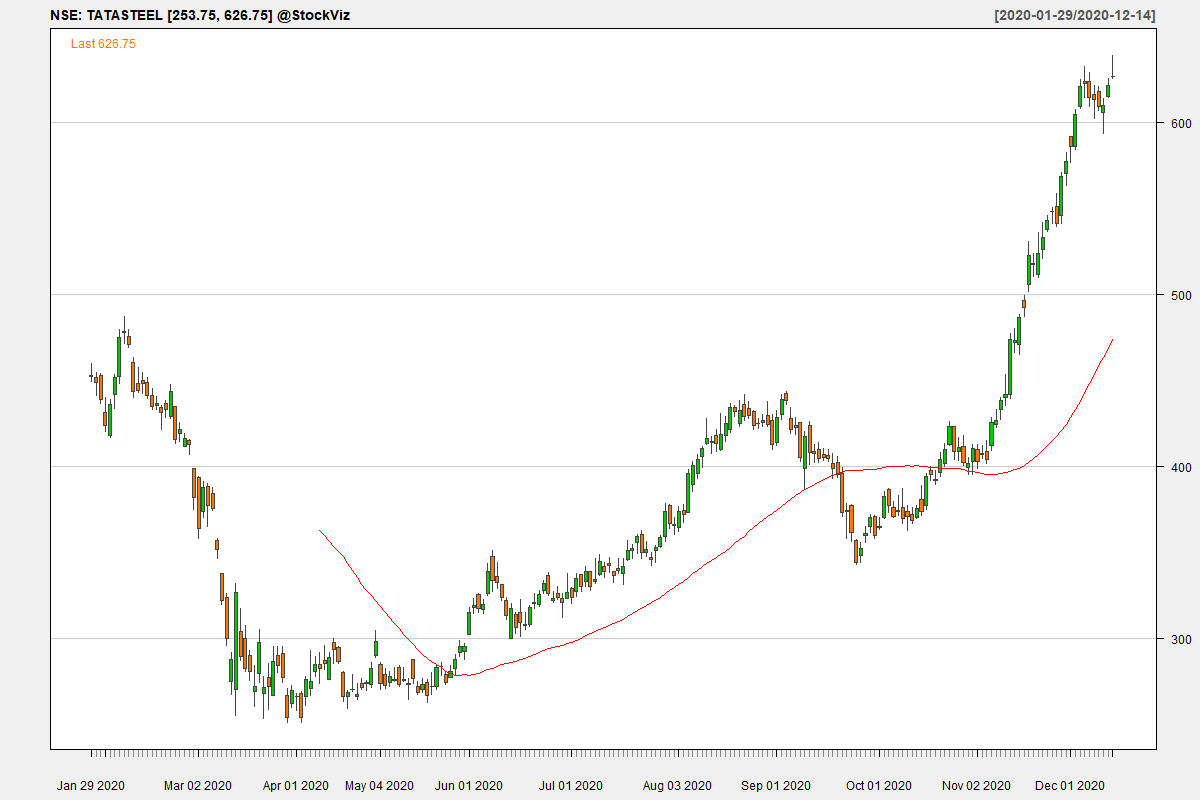 NSE: TATASTEEL [253.75, 626.75] @StockViz [2020-01-29/2020-12-14]
Last 626.75
600
500
400
300
Jan 29 2020 Mar 02 2020 Apr 01 2020 May 04 2020 Jun 01 2020 Jul 01 2020 Aug 03 2020 Sep 01 2020 Oct 01 2020 Nov 02 2020 Dec 01 2020